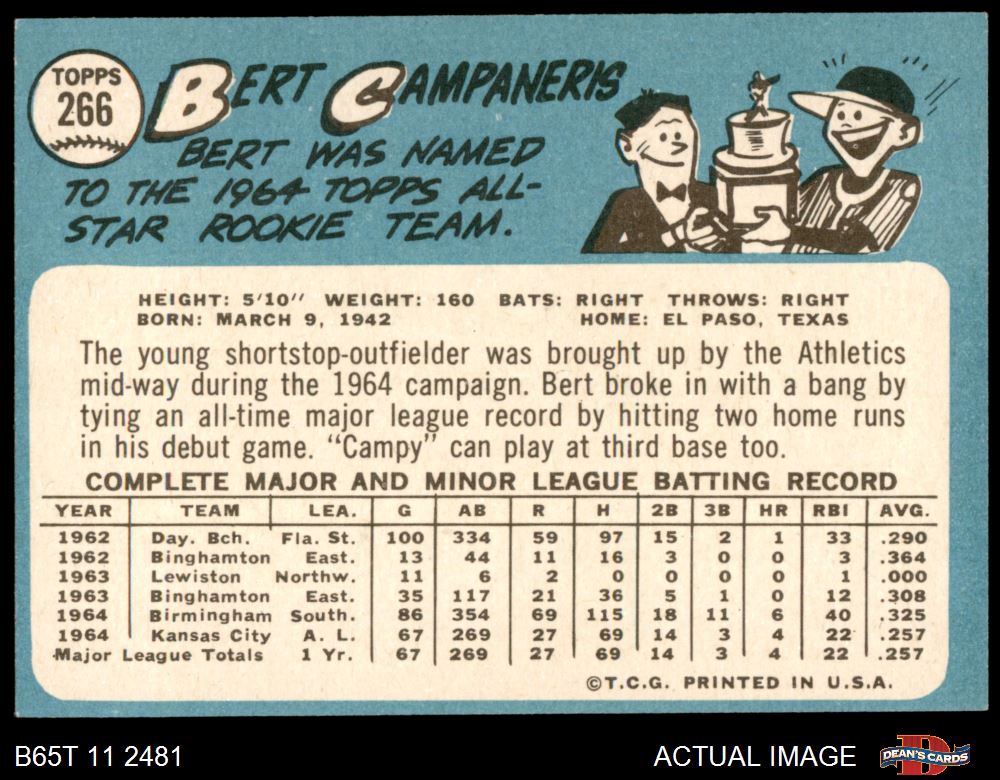 TOPPS
266
BERT CAMPANERIS
BERT WAS NAMED
TO THE 1964 TOPPS ALL-
STAR ROOKIE TEAM.
HEIGHT: 5'10" WEIGHT: 160 BATS: RIGHT THROWS: RIGHT
BORN: MARCH 9, 1942 HOME: EL PASO, TEXAS
The young shortstop-outfielder was brought up by the Athletics
mid-way during the 1964 campaign. Bert broke in with a bang by
tying an all-time major league record by hitting two home runs
in his debut game. "Campy" can play at third base too.
COMPLETE MAJOR AND MINOR LEAGUE BATTING RECORD
YEAR TEAM LEA. G AB R H 2B 3B HR RBI AVG.
1962 Day. Bch. Fla. St. 100 334 59 97 15 2 1 33 .290
1962 Binghamton East. 13 44 11 16 3 0 0 3 .364
1963 Lewiston Northw. 11 6 2 0 0 0 0 1 .000
1963 Binghamton East. 35 117 21 36 5 1 0 12 .308
1964 Birmingham South. 86 354 69 115 18 11 6 40 .325
1964 Kansas City A. L. 67 269 27 69 14 3 4 22 .257
Major League Totals 1 Yr. 67 269 27 69 14 3 4 22 .257
©T.C.G. PRINTED IN U.S.A.
B65T 11 2481 ACTUAL IMAGE DEAN'S CARDS